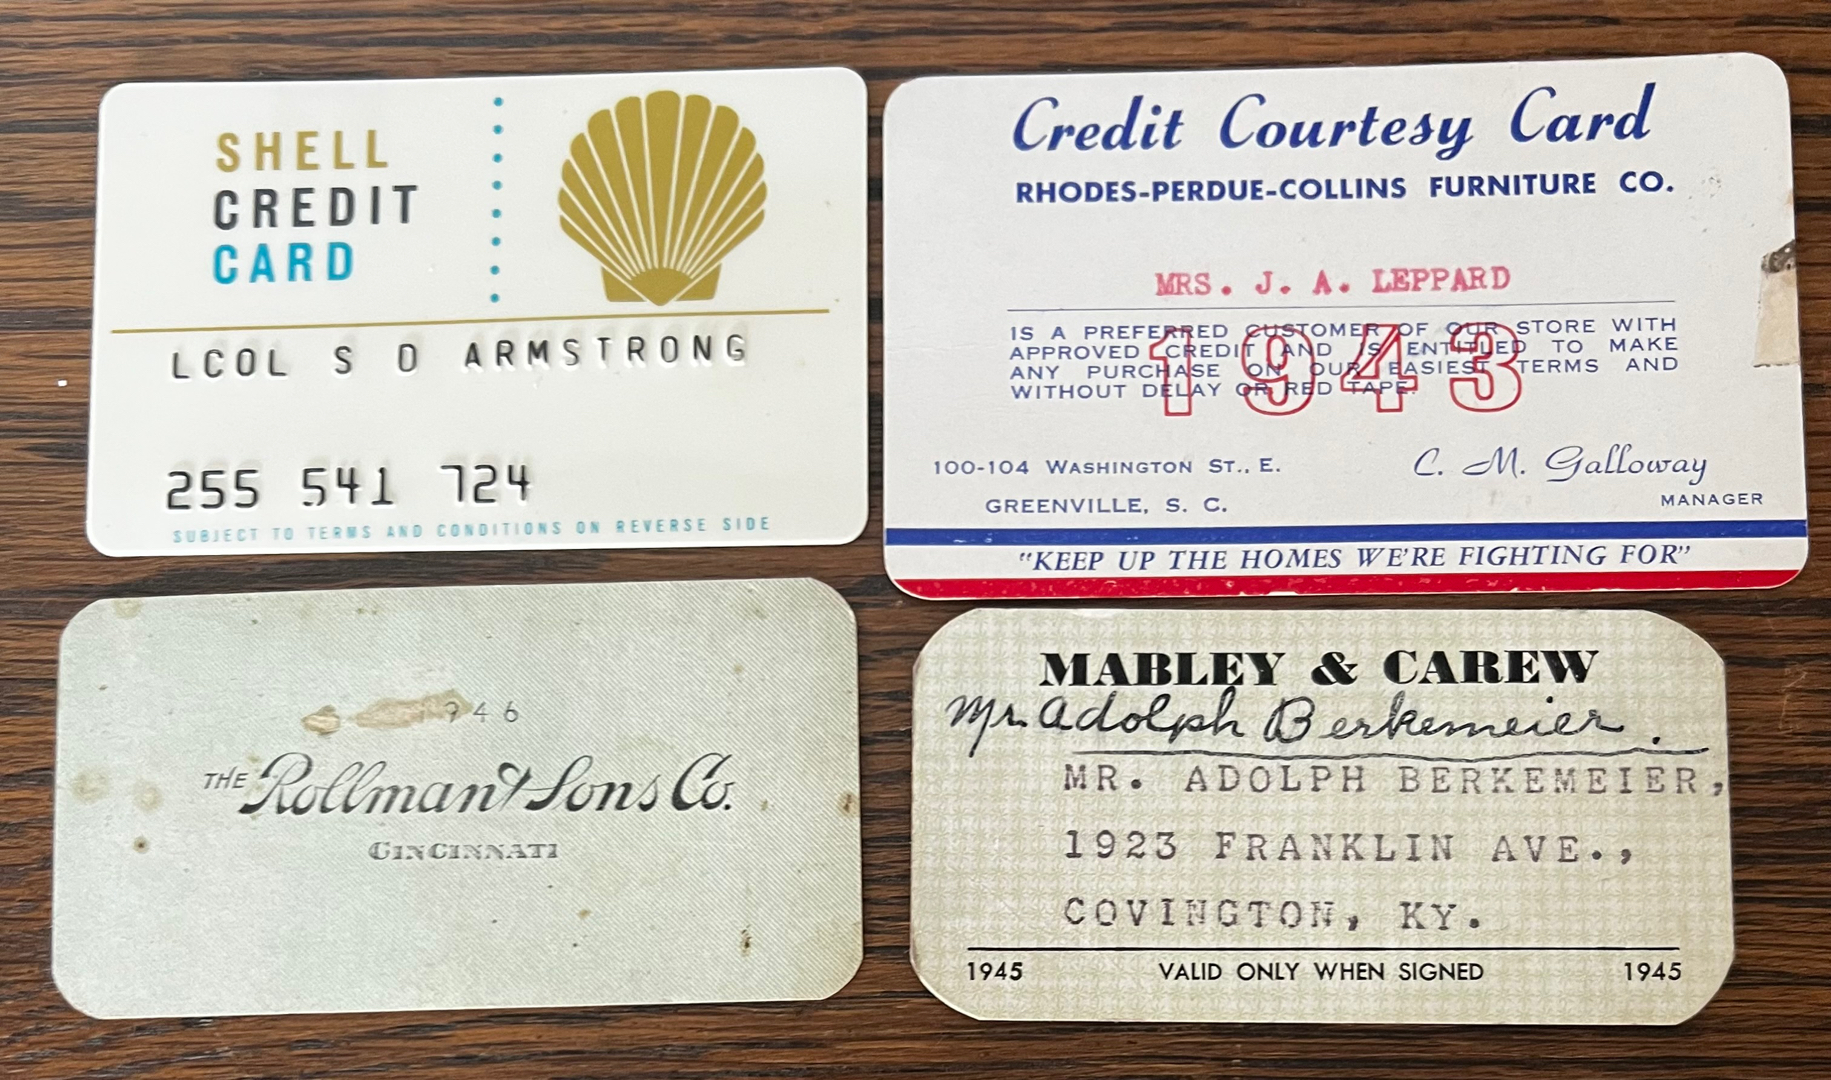 SHELL
CREDIT
CARD
LCOL S D ARMSTRONG
255 541 724
SUBJECT TO TERMS AND CONDITIONS ON REVERSE SIDE
Credit Courtesy Card
RHODES-PERDUE-COLLINS FURNITURE CO.
MRS. J. A. LEPPARD
IS A PREFERRED CUSTOMER OF OUR STORE WITH
APPROVED CREDIT AND IS ENTITLED TO MAKE
ANY PURCHASE ON OUR EASIEST TERMS AND
WITHOUT DELAY OR RED TAPE.
1943
100-104 WASHINGTON ST., E.
GREENVILLE, S. C.
C. M. Galloway
MANAGER
"KEEP UP THE HOMES WE'RE FIGHTING FOR"
946
THE Rollman & Sons Co.
CINCINNATI
MABLEY & CAREW
Mr. Adolph Berkemeier.
MR. ADOLPH BERKEMEIER,
1923 FRANKLIN AVE.,
COVINGTON, KY.
1945 VALID ONLY WHEN SIGNED 1945